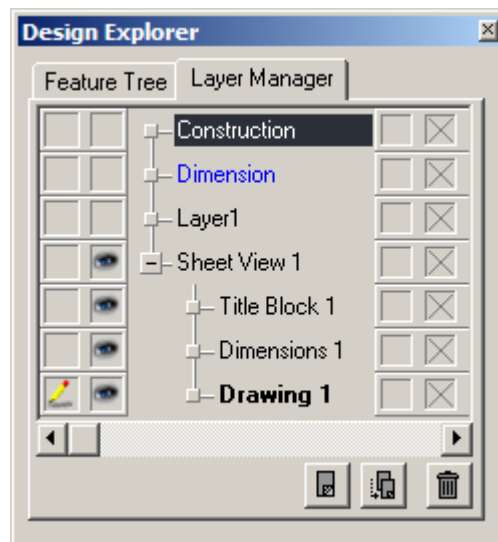 Design Explorer
Feature Tree Layer Manager
Construction
Dimension
Layer1
Sheet View 1
Title Block 1
Dimensions 1
Drawing 1